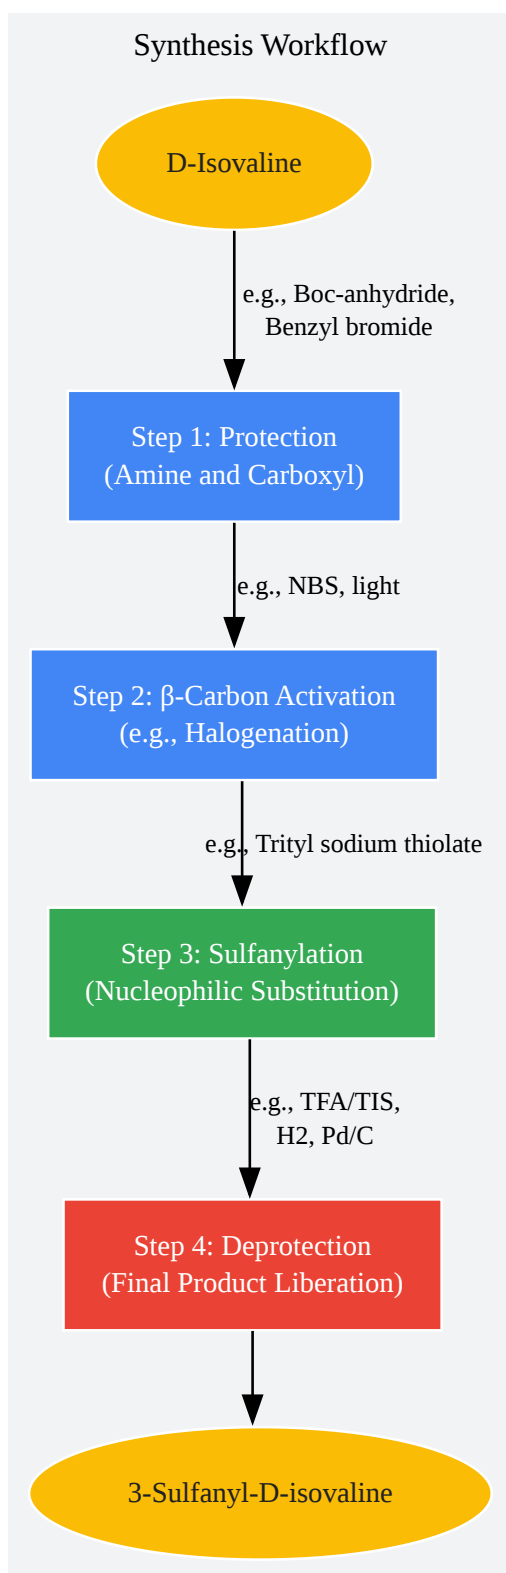 Synthesis Workflow
D-Isovaline
e.g., Boc-anhydride,
Benzyl bromide
Step 1: Protection
(Amine and Carboxyl)
e.g., NBS, light
Step 2: β-Carbon Activation
(e.g., Halogenation)
e.g., Trityl sodium thiolate
Step 3: Sulfanylation
(Nucleophilic Substitution)
e.g., TFA/TIS,
H2, Pd/C
Step 4: Deprotection
(Final Product Liberation)
3-Sulfanyl-D-isovaline